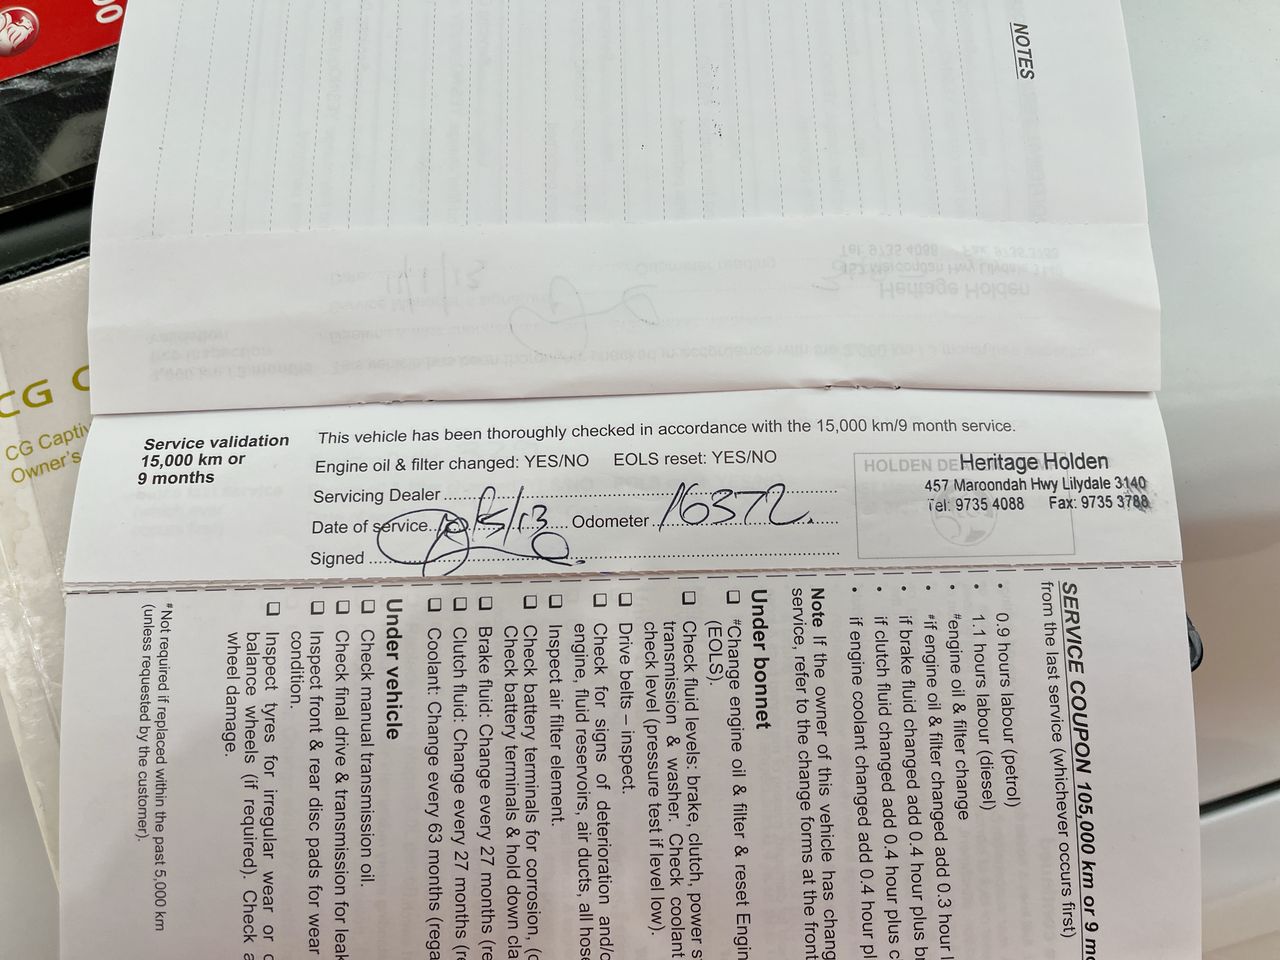 00
NOTES
CG C
CG Captiv
Owner's
Service validation
15,000 km or
9 months
This vehicle has been thoroughly checked in accordance with the 15,000 km/9 month service.
Engine oil & filter changed: YES/NO EOLS reset: YES/NO
Servicing Dealer
Date of service /5/13 Odometer 16372
Signed
HOLDEN DE
Heritage Holden
457 Maroondah Hwy Lilydale 3140
Tel: 9735 4088 Fax: 9735 3788
SERVICE COUPON 105,000 km or 9 mo
from the last service (whichever occurs first)
• 0.9 hours labour (petrol)
• 1.1 hours labour (diesel)
• #engine oil & filter change
• #if engine oil & filter changed add 0.3 hour
• if brake fluid changed add 0.4 hour plus b
• if clutch fluid changed add 0.4 hour plus c
• if engine coolant changed add 0.4 hour pl
Note If the owner of this vehicle has chang
service, refer to the change forms at the front
Under bonnet
❑ #Change engine oil & filter & reset Engin
(EOLS).
❑ Check fluid levels: brake, clutch, power s
transmission & washer. Check coolant
check level (pressure test if level low).
❑ Drive belts – inspect.
❑ Check for signs of deterioration and/o
engine, fluid reservoirs, air ducts, all hose
❑ Inspect air filter element.
❑ Check battery terminals for corrosion, (c
Check battery terminals & hold down cla
❑ Brake fluid: Change every 27 months (re
❑ Clutch fluid: Change every 27 months (re
❑ Coolant: Change every 63 months (rega
Under vehicle
❑ Check manual transmission oil.
❑ Check final drive & transmission for leak
❑ Inspect front & rear disc pads for wear
condition.
❑ Inspect tyres for irregular wear or
balance wheels (if required). Check
wheel damage.
#Not required if replaced within the past 5,000 km
(unless requested by the customer).